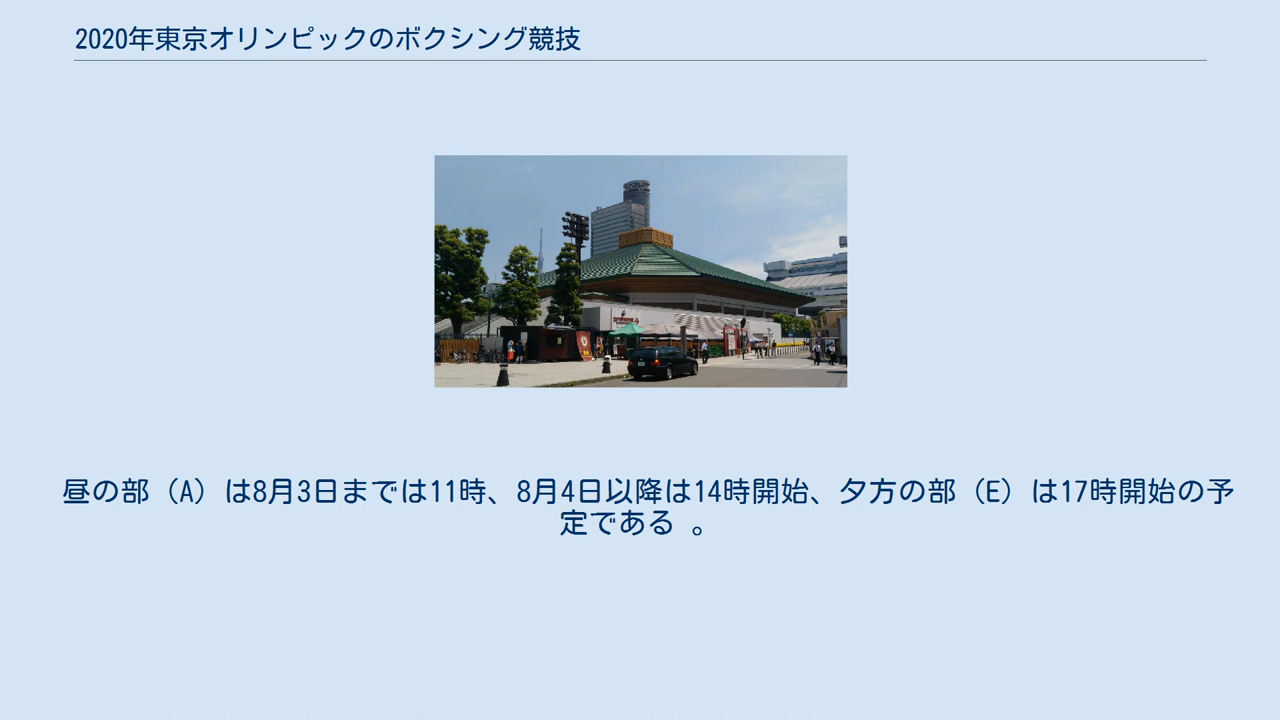 2020年東京オリンピックのボクシング競技
昼の部（A）は8月3日までは11時、8月4日以降は14時開始、夕方の部（E）は17時開始の予
定である 。